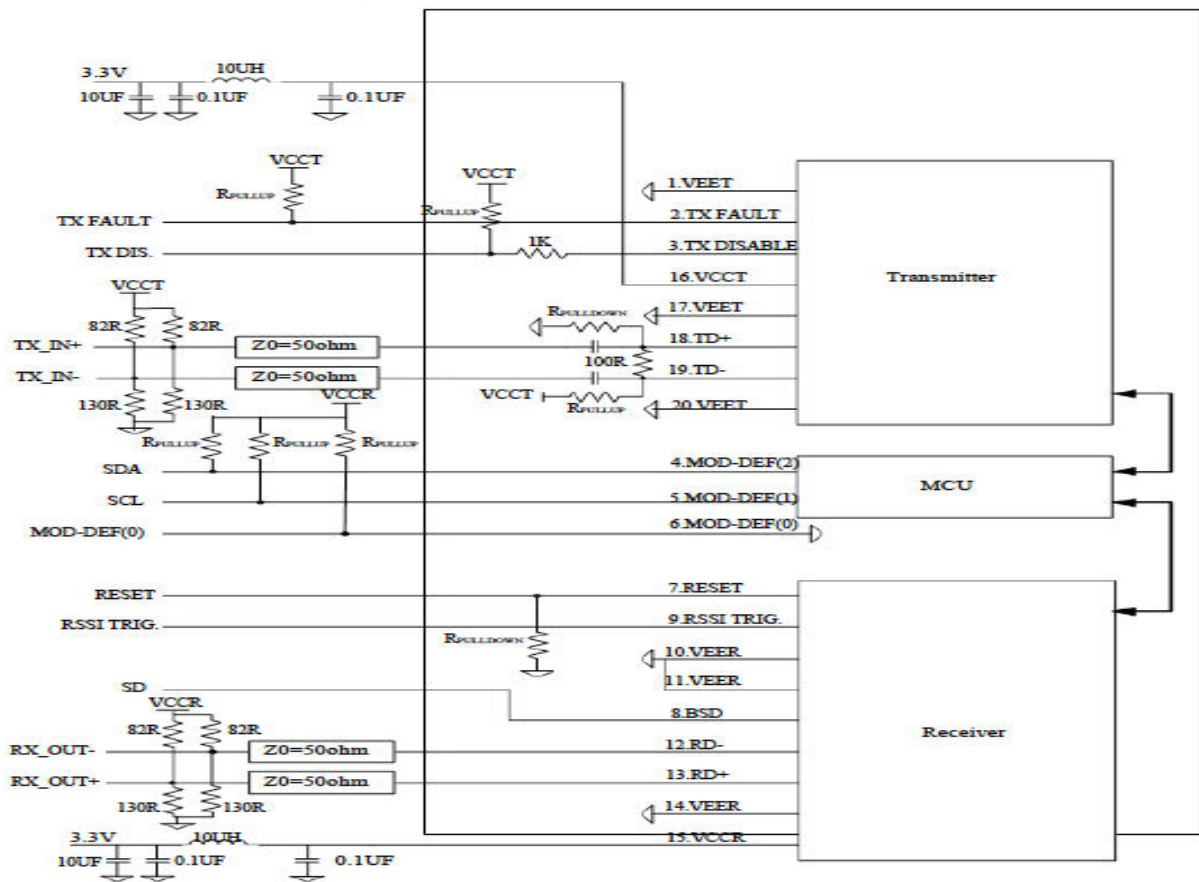 3.3V
10UH
10UF
0.1UF
0.1UF
VCCT
RPULLUP
VCCT
RPULLUP
1.VEET
TX FAULT
2.TX FAULT
TX DIS.
1K
3.TX DISABLE
16.VCCT
Transmitter
VCCT
82R
82R
RPULLDOWN
17.VEET
TX_IN+
Z0=50ohm
18.TD+
100R
TX_IN-
Z0=50ohm
19.TD-
130R
130R
VCCR
VCCT
RPULLUP
20.VEET
RPULLUP
RPULLUP
RPULLUP
SDA
4.MOD-DEF(2)
MCU
SCL
5.MOD-DEF(1)
MOD-DEF(0)
6.MOD-DEF(0)
RESET
7.RESET
RSSI TRIG.
9.RSSI TRIG.
RPULLDOWN
10.VEER
11.VEER
SD
8.BSD
VCCR
82R
82R
Receiver
RX_OUT-
Z0=50ohm
12.RD-
RX_OUT+
Z0=50ohm
13.RD+
130R
130R
14.VEER
3.3V
10UH
15.VCCR
10UF
0.1UF
0.1UF